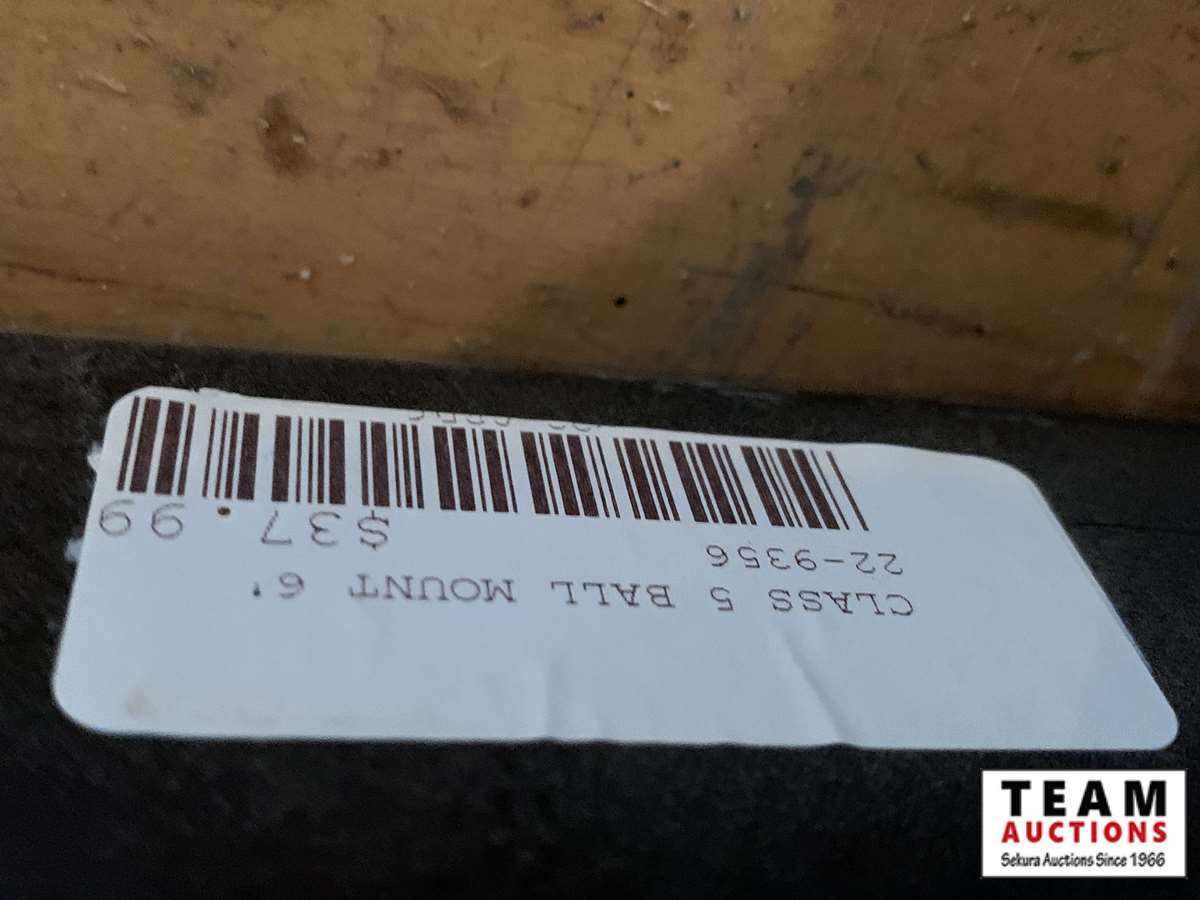 CLASS 5 BALL MOUNT 6'
22-9356
$37.99
TEAM
AUCTIONS
Sekura Auctions Since 1966